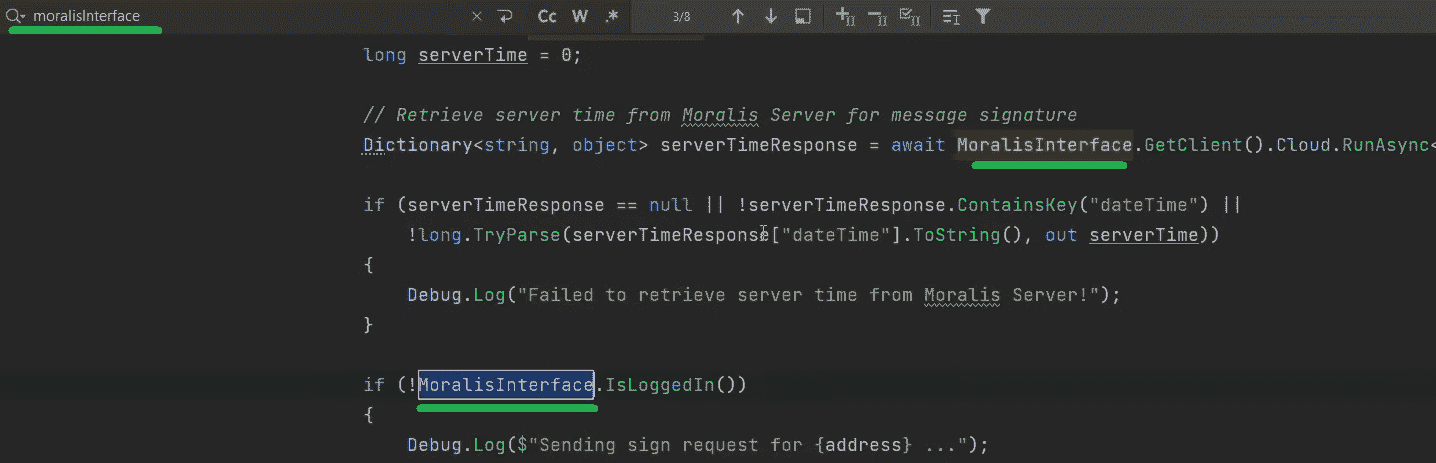 moralisInterface Cc W .* 3/8
long serverTime = 0;
// Retrieve server time from Moralis Server for message signature
Dictionary<string, object> serverTimeResponse = await MoralisInterface.GetClient().Cloud.RunAsync<
if (serverTimeResponse == null || !serverTimeResponse.ContainsKey("dateTime") ||
!long.TryParse(serverTimeResponse["dateTime"].ToString(), out serverTime))
{
Debug.Log("Failed to retrieve server time from Moralis Server!");
}
if (!MoralisInterface.IsLoggedIn())
{
Debug.Log($"Sending sign request for {address} ...");